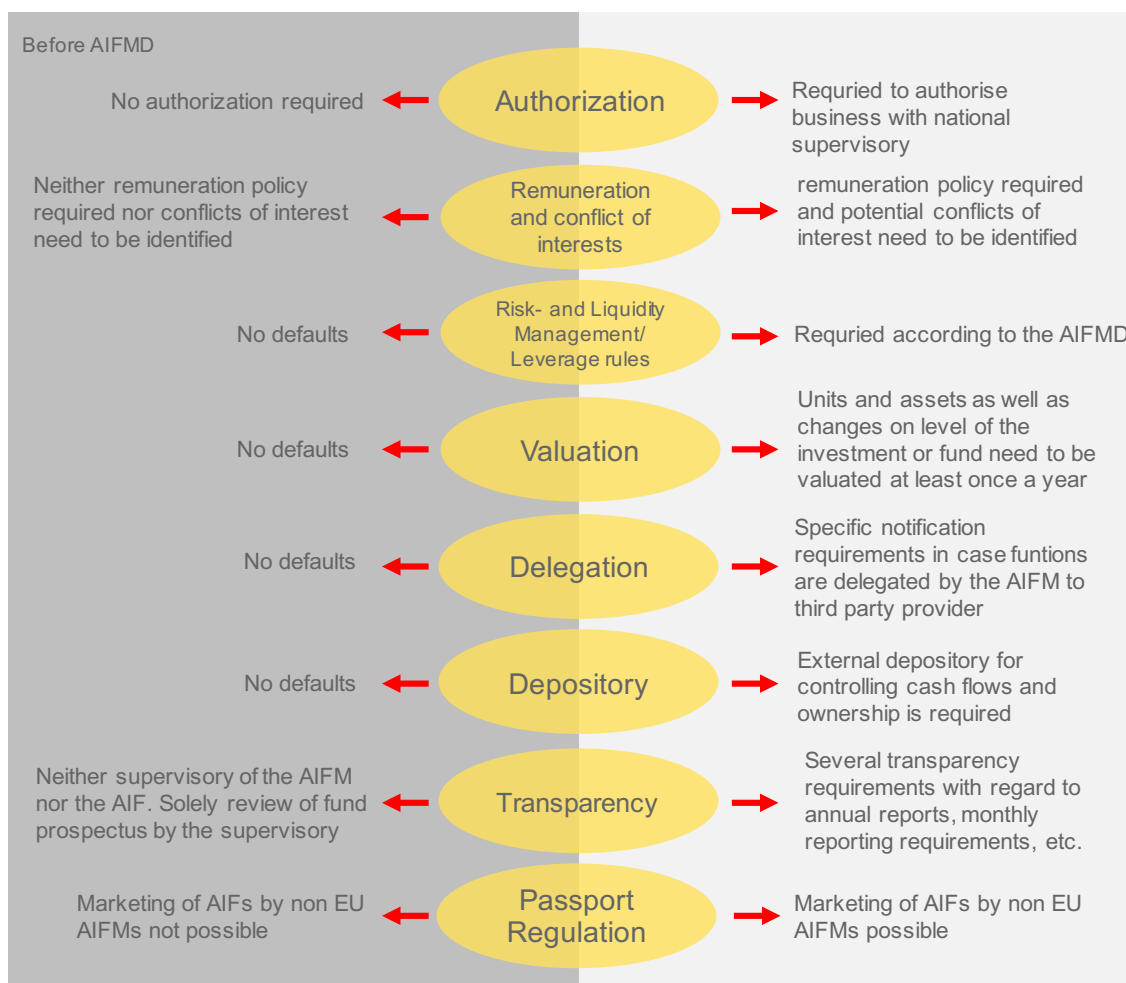 Before AIFMD
No authorization required
Authorization
Requried to authorise
business with national
supervisory
Neither remuneration policy
required nor conflicts of interest
need to be identified
Remuneration
and conflict of
interests
remuneration policy required
and potential conflicts of
interest need to be identified
No defaults
Risk- and Liquidity
Management/
Leverage rules
Requried according to the AIFMD
No defaults
Valuation
Units and assets as well as
changes on level of the
investment or fund need to be
valuated at least once a year
No defaults
Delegation
Specific notification
requirements in case funtions
are delegated by the AIFM to
third party provider
No defaults
Depository
External depository for
controlling cash flows and
ownership is required
Neither supervisory of the AIFM
nor the AIF. Solely review of fund
prospectus by the supervisory
Transparency
Several transparency
requirements with regard to
annual reports, monthly
reporting requirements, etc.
Marketing of AIFs by non EU
AIFMs not possible
Passport
Regulation
Marketing of AIFs by non EU
AIFMs possible